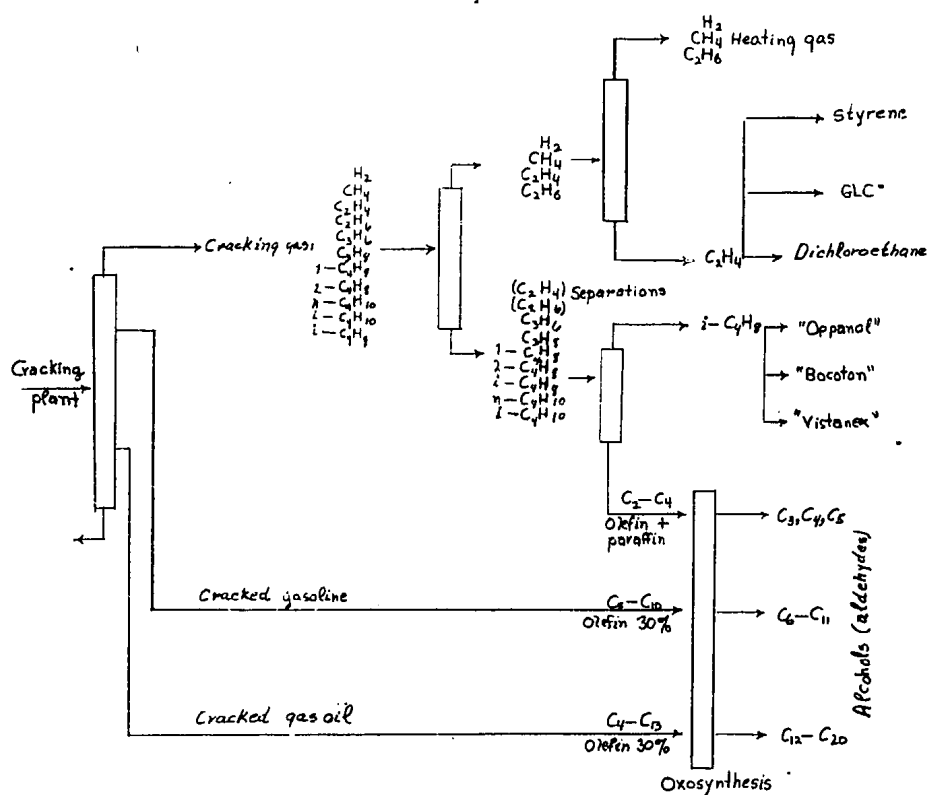 H₂
CH₄ Heating gas
C₂H₆
Styrene
H₂
CH₄
C₂H₄
C₂H₆
GLC"
C₂H₄
Dichloroethane
Cracking gas
H₂
CH₄
C₂H₄
C₂H₆
C₃H₆
C₃H₈
1-C₄H₈
2-C₄H₈
n-C₄H₁₀
i-C₄H₁₀
i-C₄H₈
(C₂H₄) Separations
(C₂H₆)
C₃H₆
C₃H₈
1-C₄H₈
2-C₄H₈
i-C₄H₈
n-C₄H₁₀
i-C₄H₁₀
i-C₄H₈
"Oppanol"
"Bocoton"
"Vistanex"
Cracking
plant
C₂-C₄
Olefin +
paraffin
C₃,C₄,C₅
Cracked gasoline
C₅-C₁₀
Olefin 30%
C₆-C₁₁
Alcohols (aldehydes)
Cracked gas oil
C₄-C₁₃
Olefin 30%
C₁₂-C₂₀
Oxosynthesis